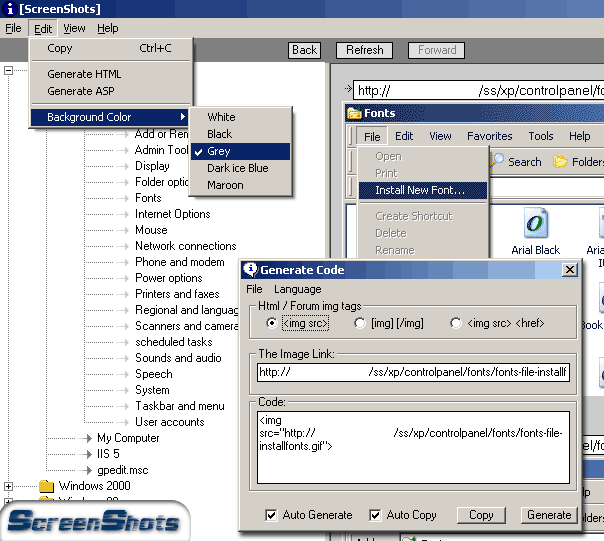 [ScreenShots]
File Edit View Help
Copy Ctrl+C
Generate HTML
Generate ASP
Background Color
White
Black
Grey
Dark ice Blue
Maroon
Back Refresh Forward
Add or Rem
Admin Tool
Display
Folder optio
Fonts
Internet Options
Mouse
Network connections
Phone and modem
Power options
Printers and faxes
Regional and languag
Scanners and camera
scheduled tasks
Sounds and audio
Speech
System
Taskbar and menu
User accounts
My Computer
IIS 5
gpedit.msc
Windows 2000
ScreenShots
http:// /ss/xp/controlpanel/fo
Fonts
File Edit View Favorites Tools Help
Search Folders
Open
Print
Install New Font...
Create Shortcut
Delete
Rename
Arial Black
Generate Code
File Language
Html / Forum img tags
<img src> [img] [/img] <img src> <href>
The Image Link:
http:// /ss/xp/controlpanel/fonts/fonts-file-installf
Code:
<img
src="http:// /ss/xp/controlpanel/fonts/fonts-file-
installfonts.gif">
Auto Generate Auto Copy Copy Generate